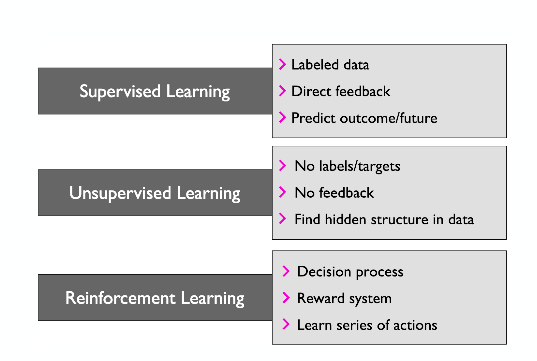 Supervised Learning
Labeled data
Direct feedback
Predict outcome/future
Unsupervised Learning
No labels/targets
No feedback
Find hidden structure in data
Reinforcement Learning
Decision process
Reward system
Learn series of actions